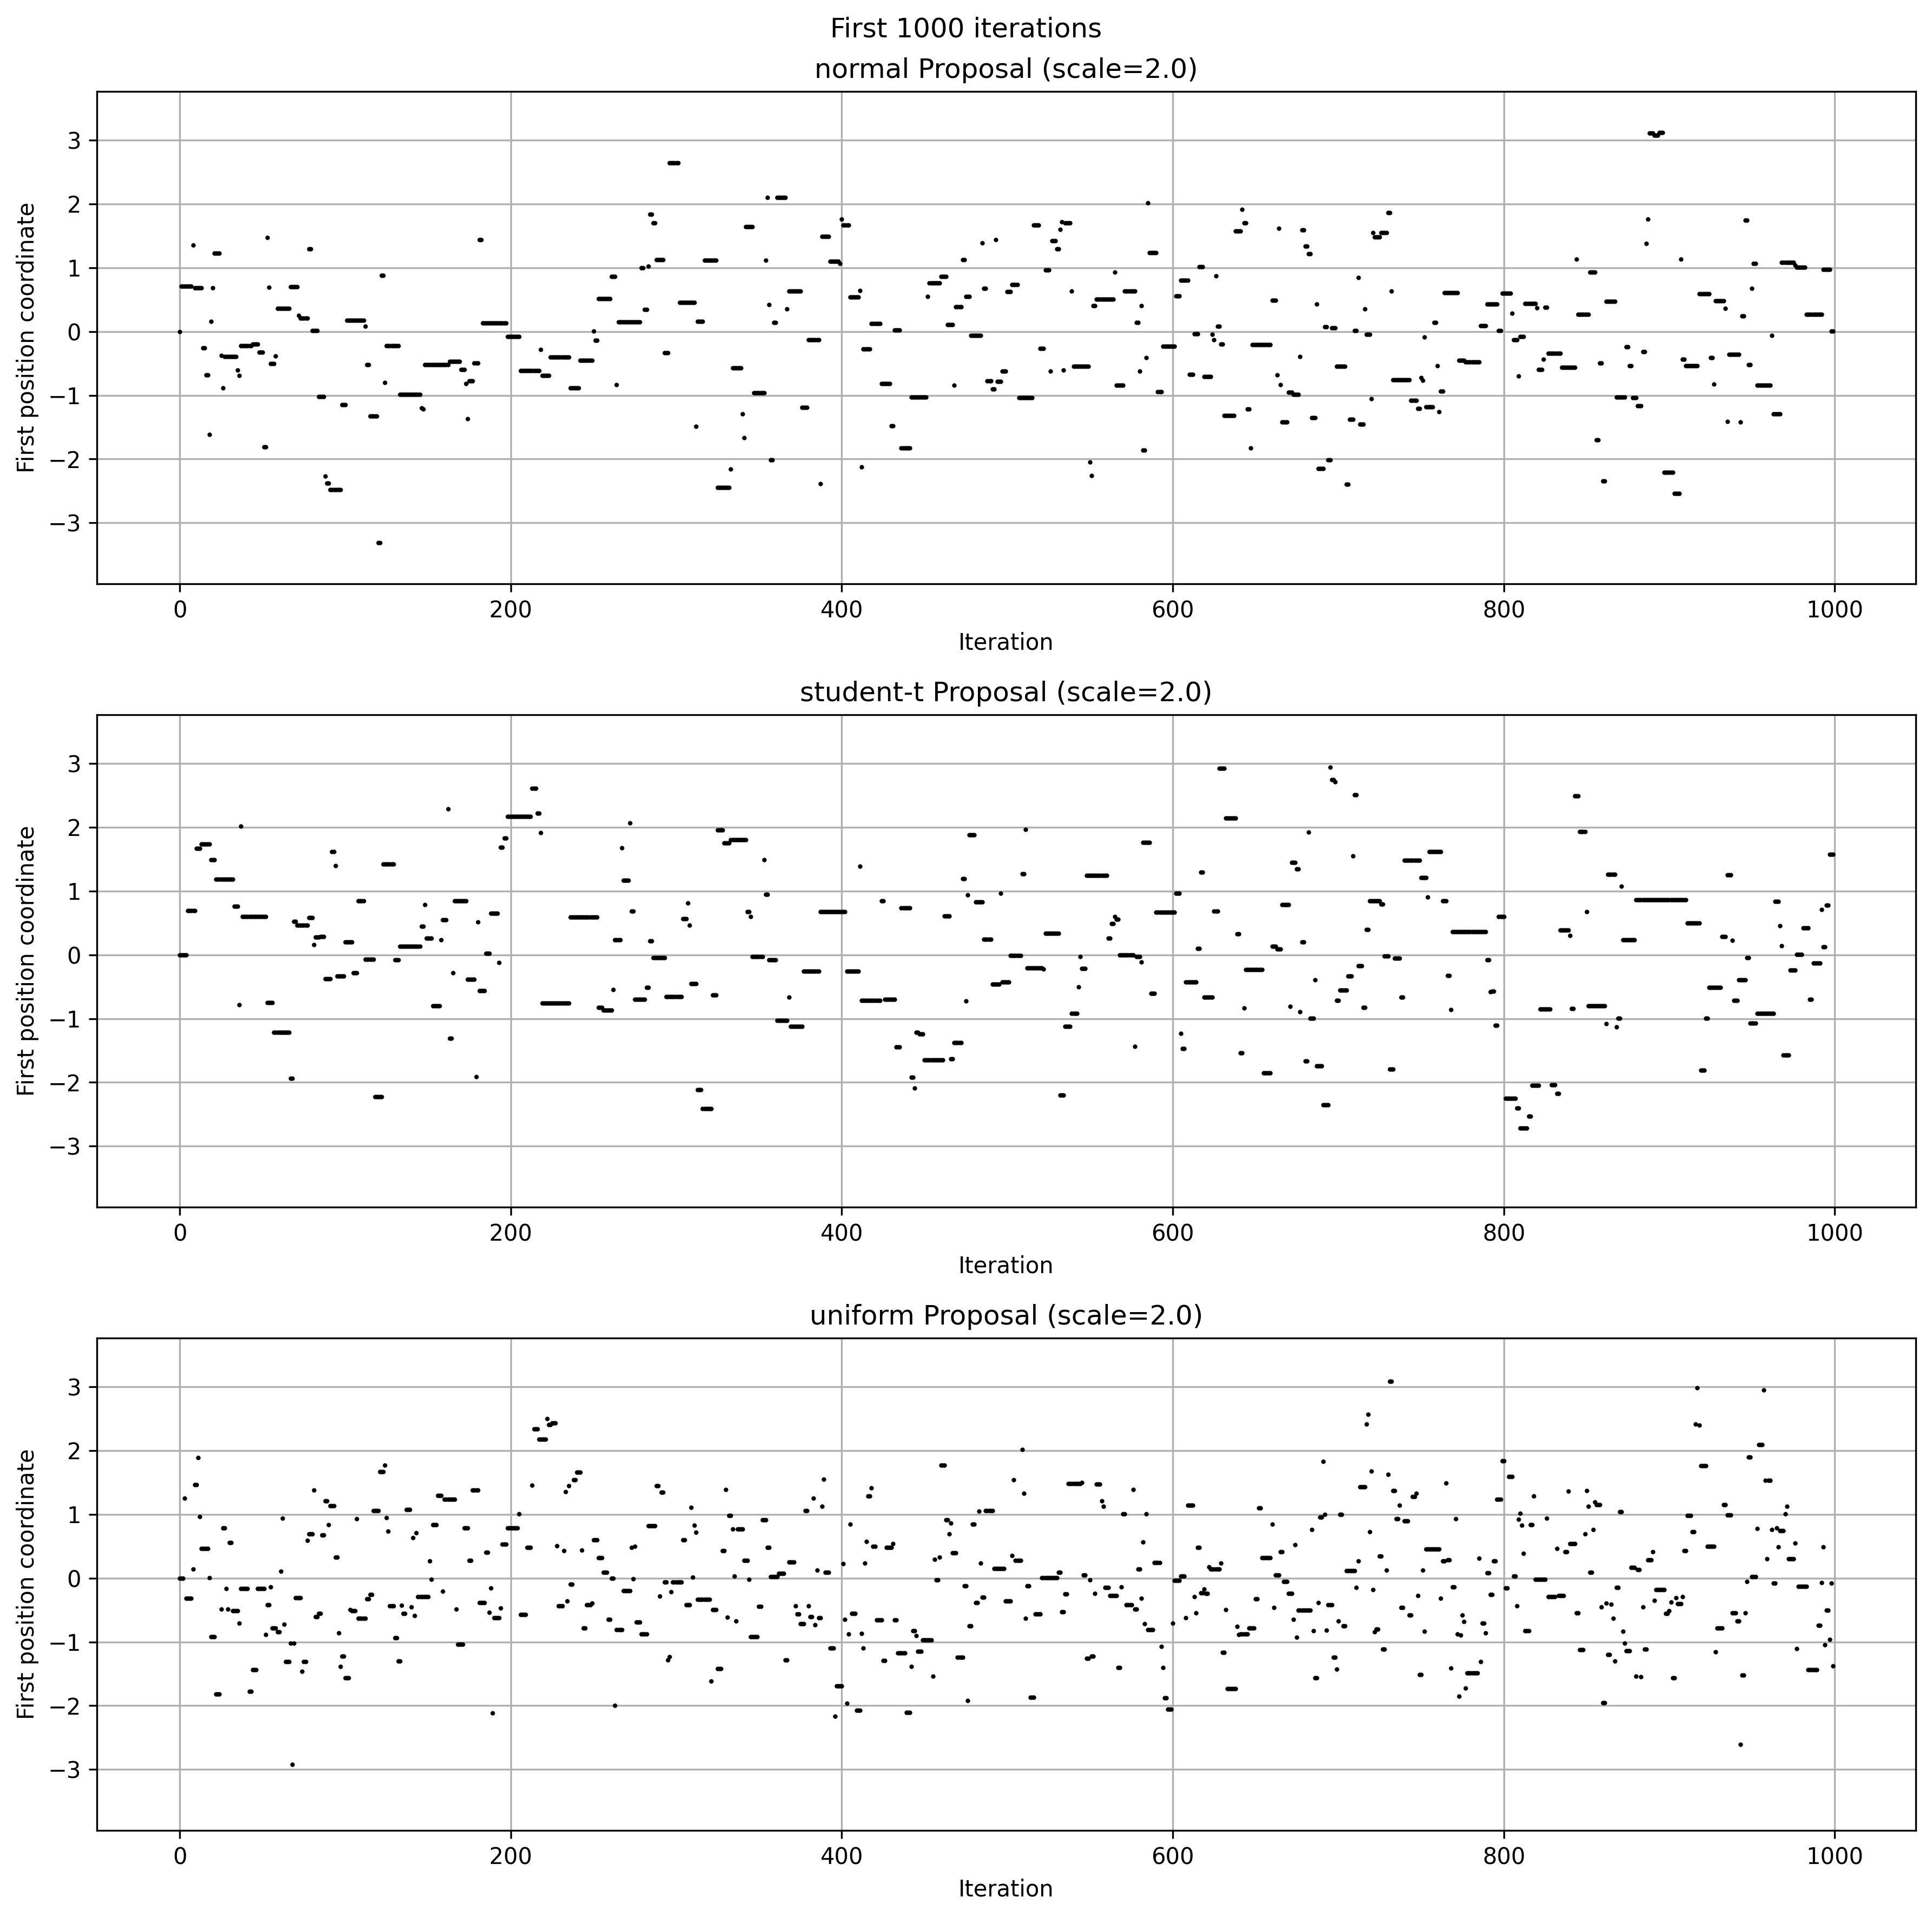 First 1000 iterations
normal Proposal (scale=2.0)
First position coordinate
3
2
1
0
−1
−2
−3
0 200 400 600 800 1000
Iteration
student-t Proposal (scale=2.0)
First position coordinate
3
2
1
0
−1
−2
−3
0 200 400 600 800 1000
Iteration
uniform Proposal (scale=2.0)
First position coordinate
3
2
1
0
−1
−2
−3
0 200 400 600 800 1000
Iteration